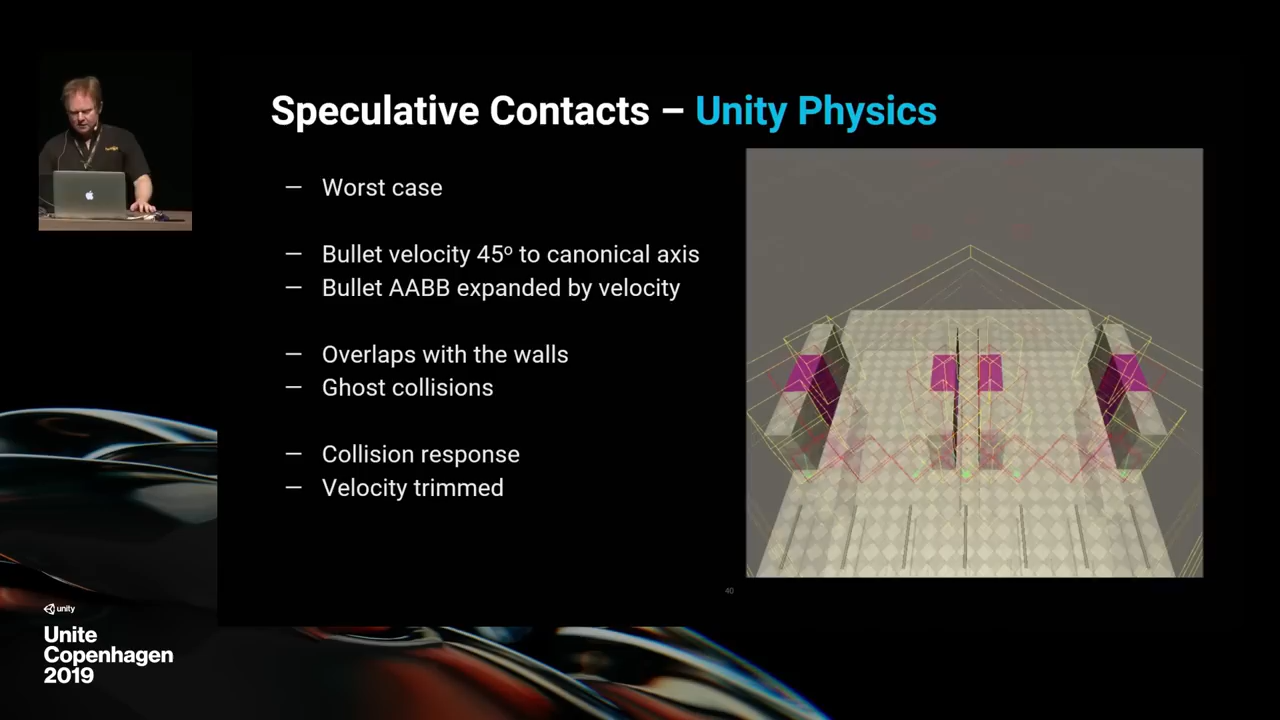 Speculative Contacts – Unity Physics
— Worst case
— Bullet velocity 45º to canonical axis
— Bullet AABB expanded by velocity
— Overlaps with the walls
— Ghost collisions
— Collision response
— Velocity trimmed
40
unity
Unite
Copenhagen
2019